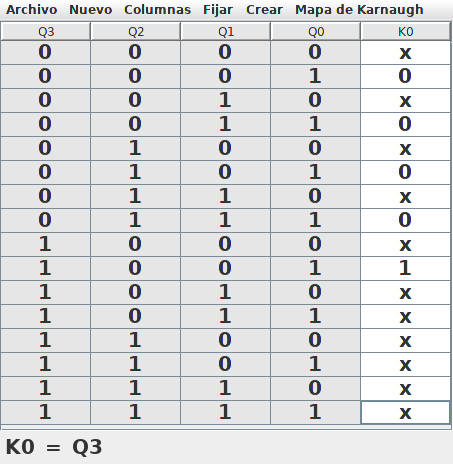 Archivo Nuevo Columnas Fijar Crear Mapa de Karnaugh
Q3 Q2 Q1 Q0 K0
0 0 0 0 x
0 0 0 1 0
0 0 1 0 x
0 0 1 1 0
0 1 0 0 x
0 1 0 1 0
0 1 1 0 x
0 1 1 1 0
1 0 0 0 x
1 0 0 1 1
1 0 1 0 x
1 0 1 1 x
1 1 0 0 x
1 1 0 1 x
1 1 1 0 x
1 1 1 1 x
K0 = Q3